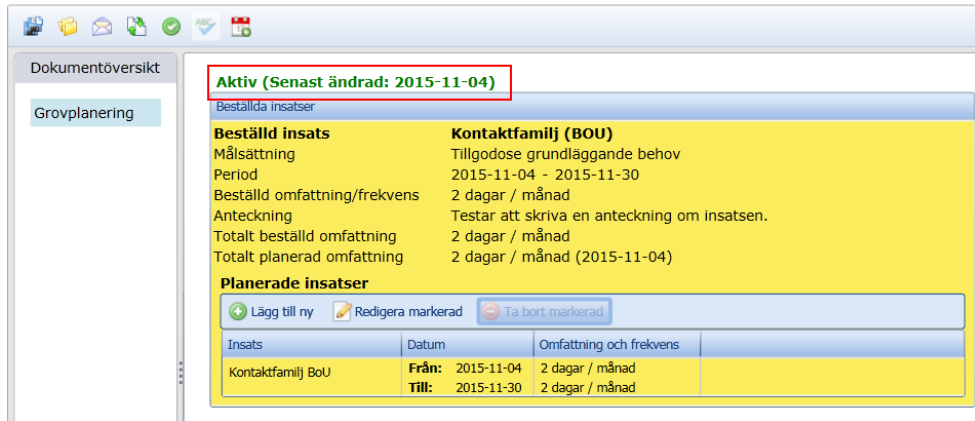 ABC
Dokumentöversikt
Grovplanering
Aktiv (Senast ändrad: 2015-11-04)
Beställda insatser
Beställd insats Kontaktfamilj (BOU)
Målsättning Tillgodose grundläggande behov
Period 2015-11-04 - 2015-11-30
Beställd omfattning/frekvens 2 dagar / månad
Anteckning Testar att skriva en anteckning om insatsen.
Totalt beställd omfattning 2 dagar / månad
Totalt planerad omfattning 2 dagar / månad (2015-11-04)
Planerade insatser
Lägg till ny Redigera markerad Ta bort markerad
Insats Datum Omfattning och frekvens
Kontaktfamilj BoU Från: 2015-11-04 2 dagar / månad
Till: 2015-11-30 2 dagar / månad